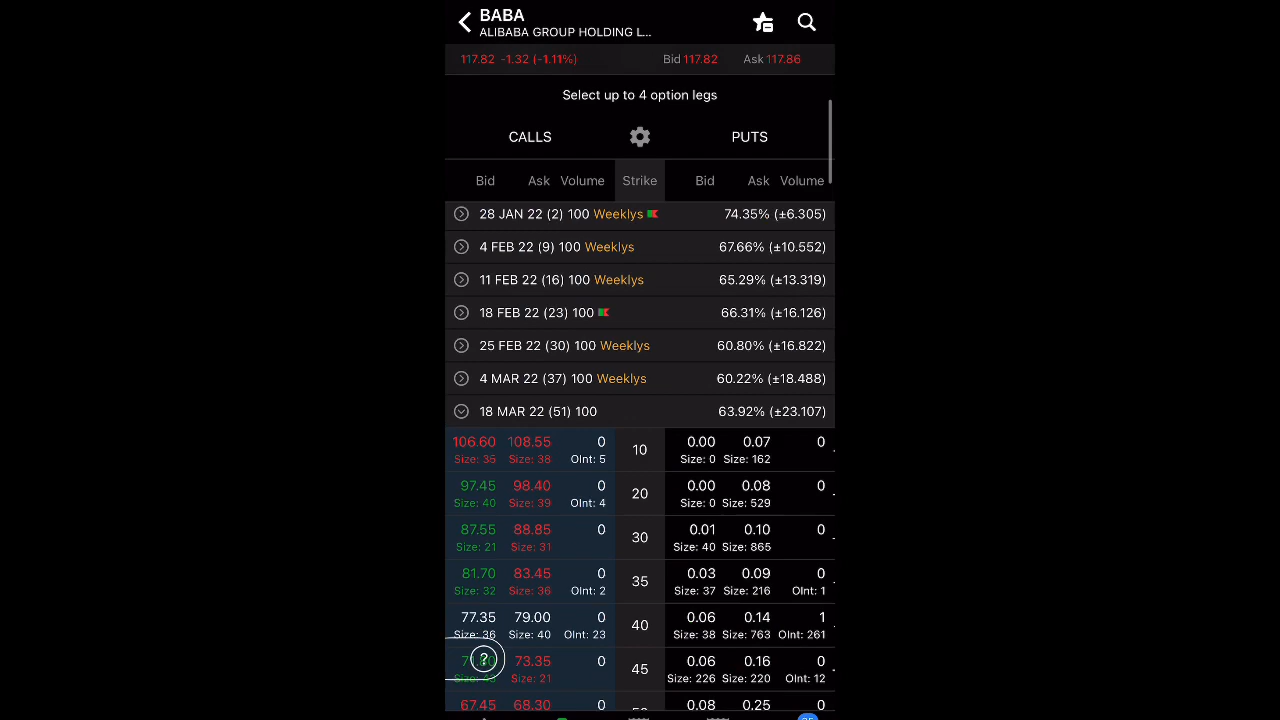 BABA
ALIBABA GROUP HOLDING L...
117.82 -1.32 (-1.11%) Bid 117.82 Ask 117.86
Select up to 4 option legs
CALLS PUTS
Bid Ask Volume Strike Bid Ask Volume
28 JAN 22 (2) 100 Weeklys 74.35% (±6.305)
4 FEB 22 (9) 100 Weeklys 67.66% (±10.552)
11 FEB 22 (16) 100 Weeklys 65.29% (±13.319)
18 FEB 22 (23) 100 66.31% (±16.126)
25 FEB 22 (30) 100 Weeklys 60.80% (±16.822)
4 MAR 22 (37) 100 Weeklys 60.22% (±18.488)
18 MAR 22 (51) 100 63.92% (±23.107)
106.60 108.55 0 10 0.00 0.07 0
Size: 35 Size: 38 OInt: 5 Size: 0 Size: 162
97.45 98.40 0 20 0.00 0.08 0
Size: 40 Size: 39 OInt: 4 Size: 0 Size: 529
87.55 88.85 0 30 0.01 0.10 0
Size: 21 Size: 31 Size: 40 Size: 865
81.70 83.45 0 35 0.03 0.09 0
Size: 32 Size: 36 OInt: 2 Size: 37 Size: 216 OInt: 1
77.35 79.00 0 40 0.06 0.14 1
Size: 36 Size: 40 OInt: 23 Size: 38 Size: 763 OInt: 261
? 73.35 0 45 0.06 0.16 0
Size: 21 Size: 226 Size: 220 OInt: 12
67.45 68.30 0 0.08 0.25 0